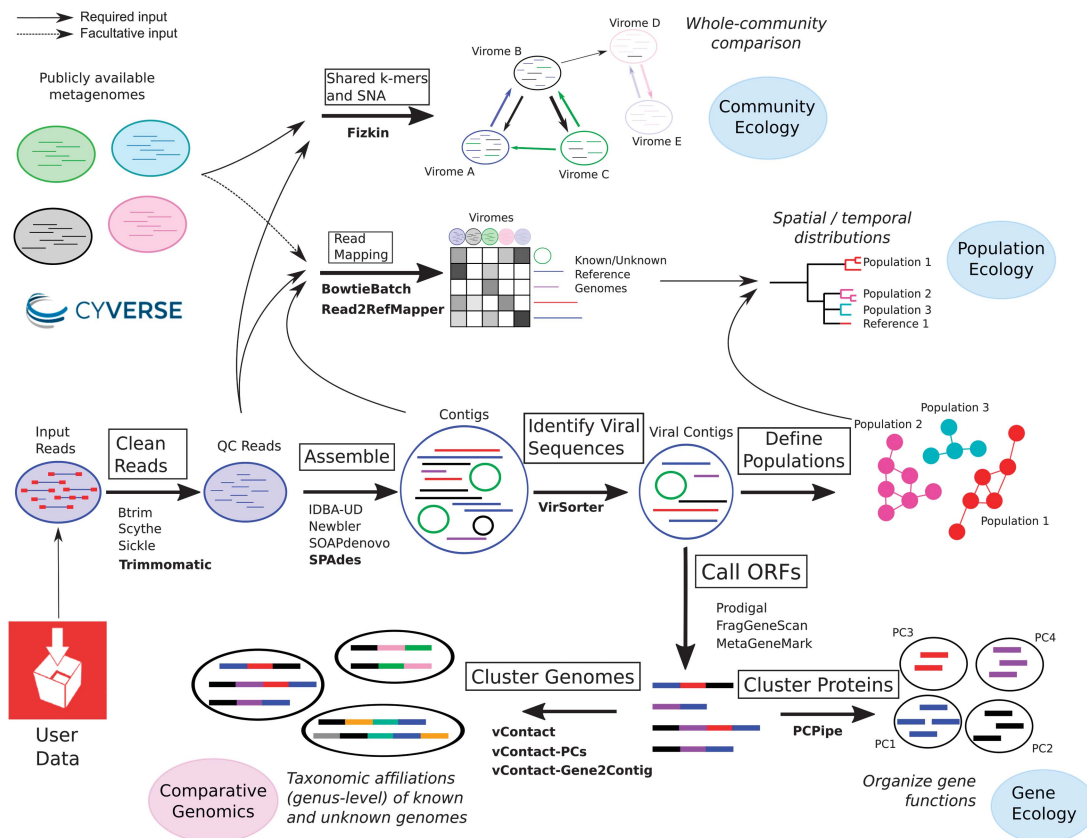 Required input
Facultative input
Publicly available
metagenomes
CYVERSE
Shared k-mers
and SNA
Fizkin
Virome B
Virome D
Virome A
Virome C
Virome E
Whole-community
comparison
Community
Ecology
Read
Mapping
BowtieBatch
Read2RefMapper
Viromes
Known/Unknown
Reference
Genomes
Spatial / temporal
distributions
Population 1
Population 2
Population 3
Reference 1
Population
Ecology
Input
Reads
Clean
Reads
Btrim
Scythe
Sickle
Trimmomatic
QC Reads
Assemble
IDBA-UD
Newbler
SOAPdenovo
SPAdes
Contigs
Identify Viral
Sequences
VirSorter
Viral Contigs
Define
Populations
Population 2
Population 3
Population 1
User
Data
Call ORFs
Prodigal
FragGeneScan
MetaGeneMark
Cluster Genomes
vContact
vContact-PCs
vContact-Gene2Contig
Cluster Proteins
PCPipe
PC3
PC4
PC1
PC2
Comparative
Genomics
Taxonomic affiliations
(genus-level) of known
and unknown genomes
Organize gene
functions
Gene
Ecology